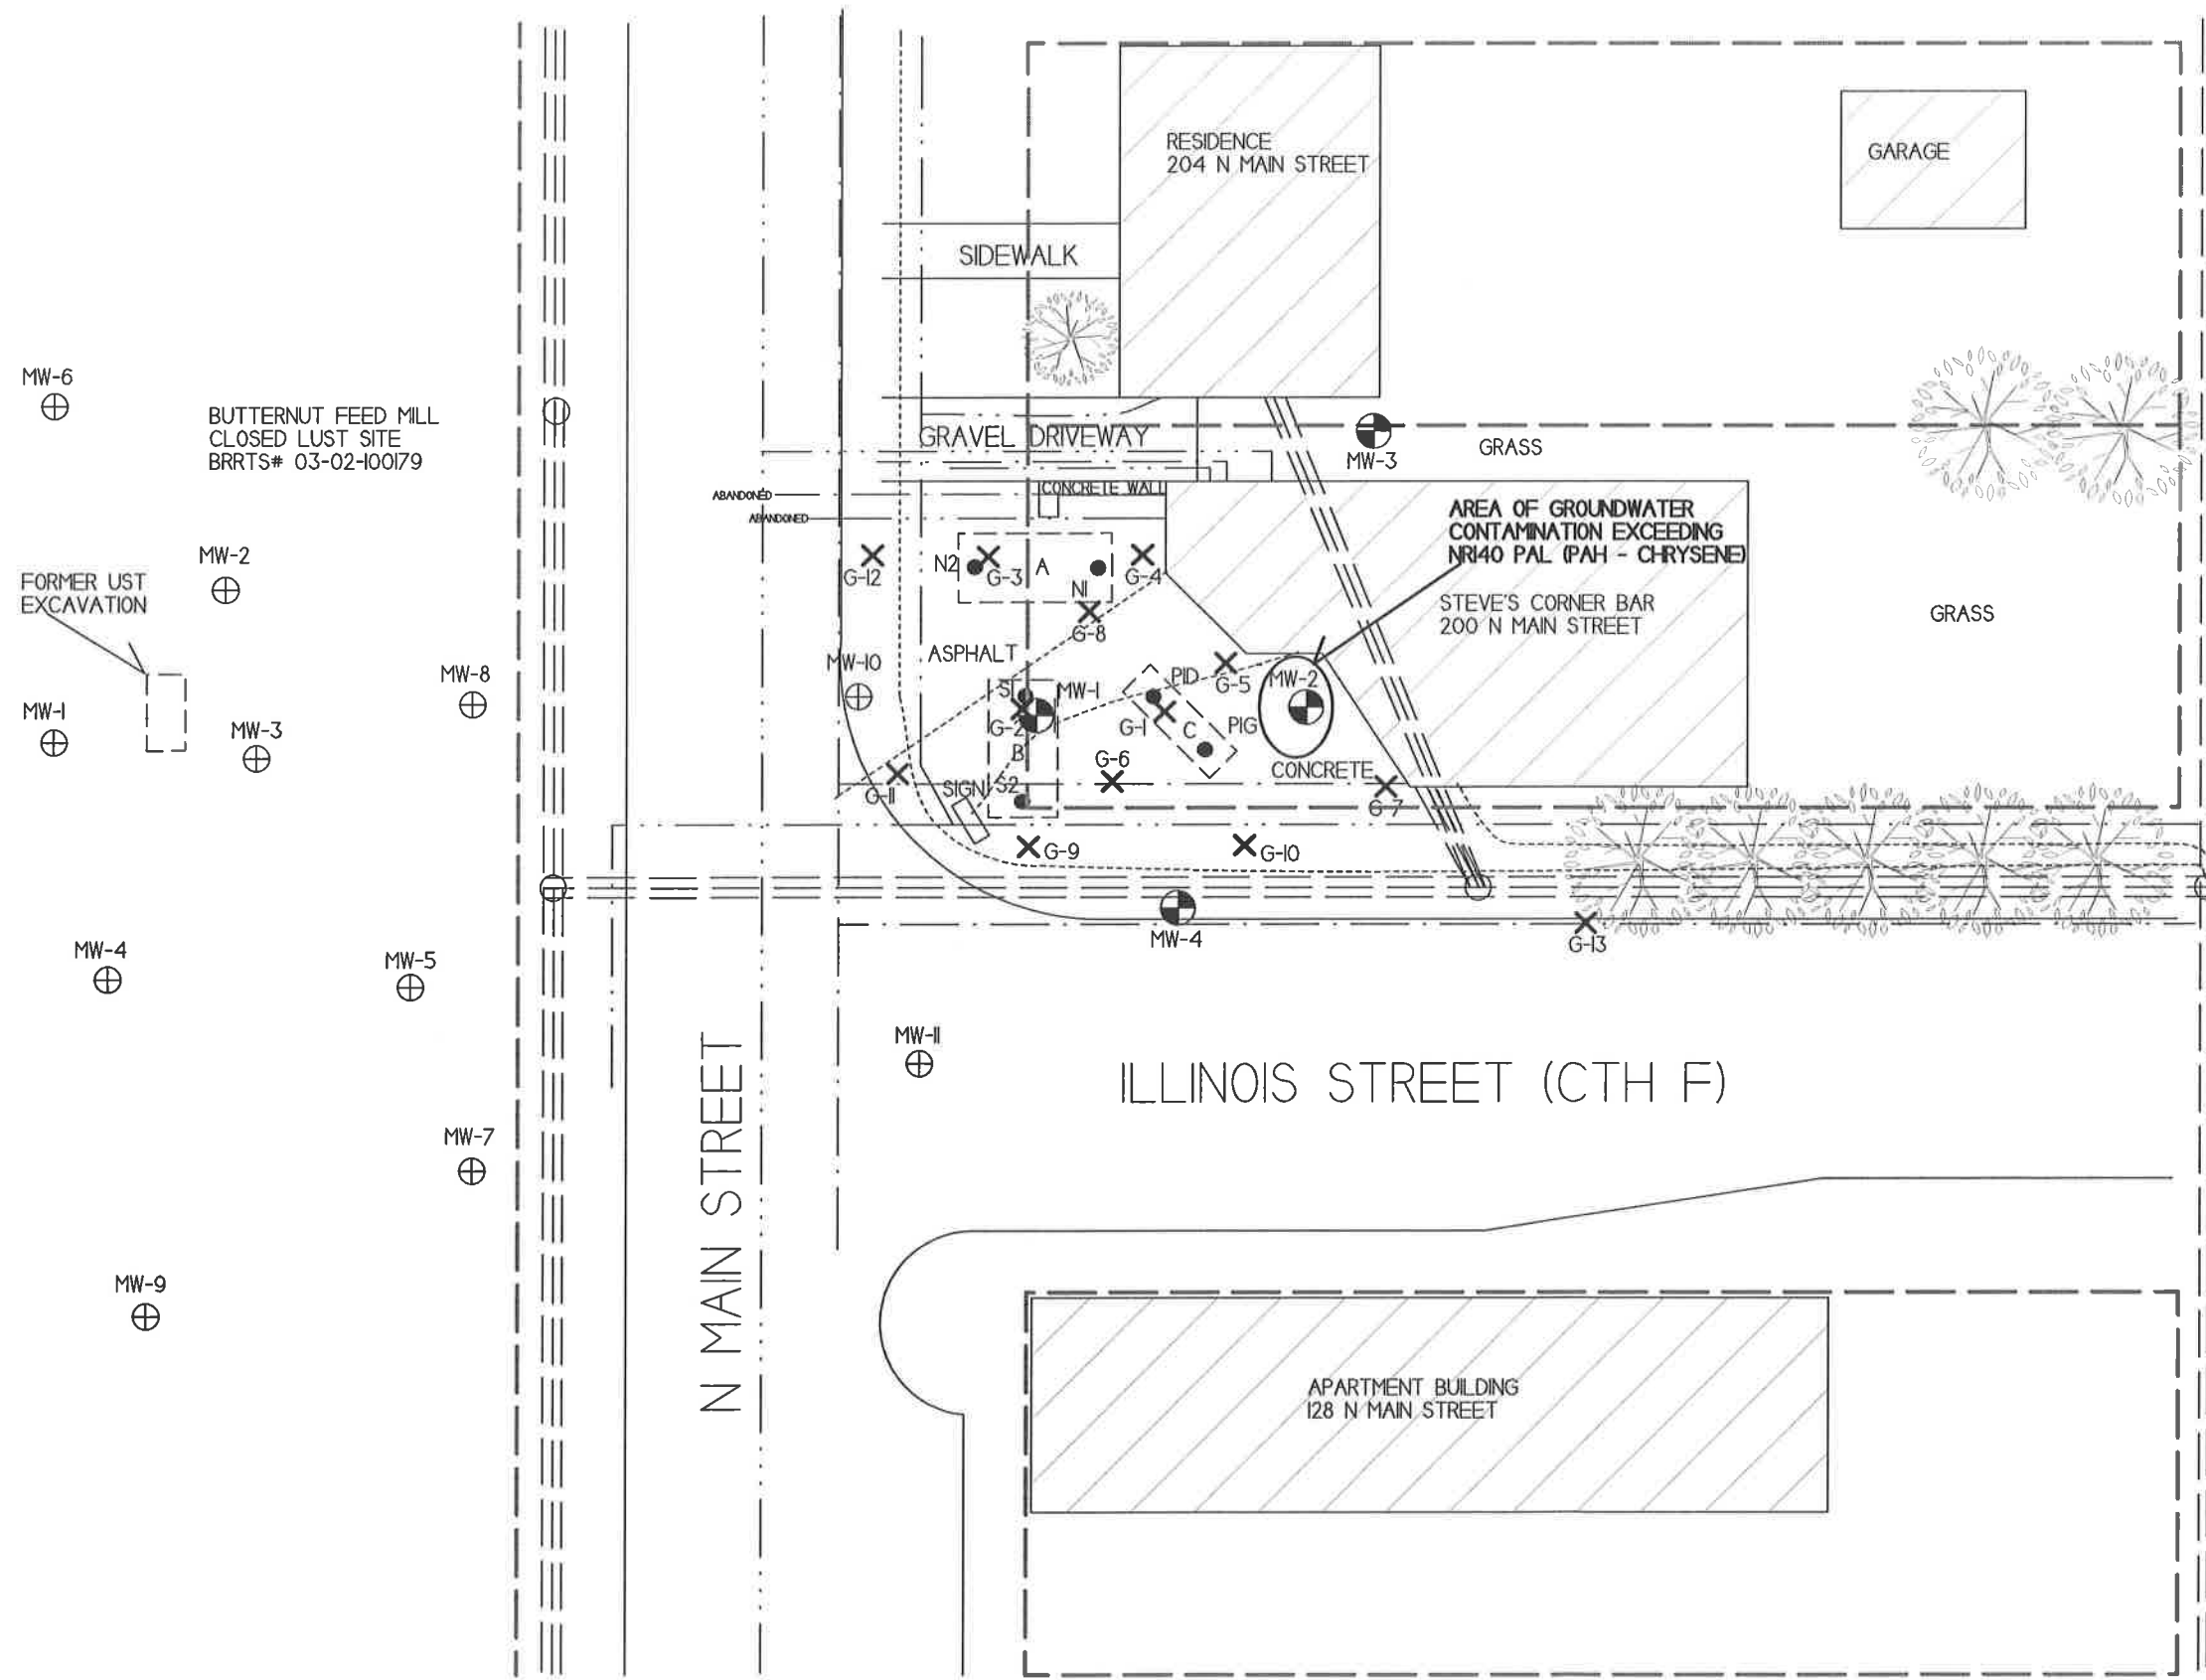 RESIDENCE
204 N MAIN STREET
GARAGE
SIDEWALK
MW-6
BUTTERNUT FEED MILL
CLOSED LUST SITE
BRRTS# 03-02-100179
GRAVEL DRIVEWAY
MW-3
GRASS
ABANDONED
CONCRETE WALL
ABANDONED
AREA OF GROUNDWATER
CONTAMINATION EXCEEDING
NR140 PAL (PAH - CHRYSENE)
MW-2
FORMER UST
EXCAVATION
G-12
N2
G-3
A
N1
G-4
G-8
STEVE'S CORNER BAR
200 N MAIN STREET
GRASS
ASPHALT
MW-10
MW-8
MW-1
MW-3
S1
MW-1
G-2
B
PID
G-5
MW-2
G-1
C
PIG
G-6
CONCRETE
G-11
SIGN
S2
G-7
G-9
G-10
MW-4
G-13
MW-4
MW-5
MW-11
ILLINOIS STREET (CTH F)
N MAIN STREET
MW-7
MW-9
APARTMENT BUILDING
128 N MAIN STREET